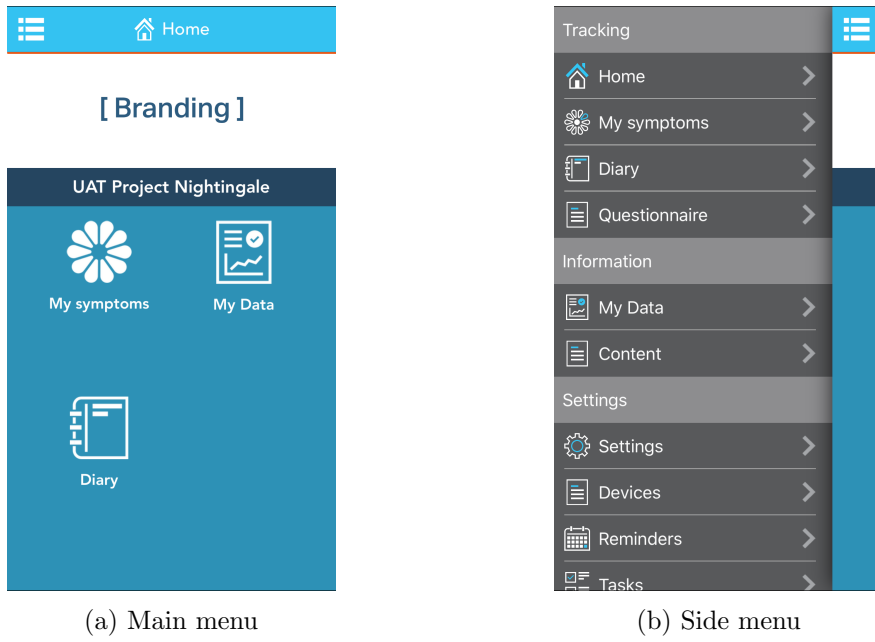 Home
[ Branding ]
UAT Project Nightingale
My symptoms
My Data
Diary
(a) Main menu
Tracking
Home
My symptoms
Diary
Questionnaire
Information
My Data
Content
Settings
Settings
Devices
Reminders
Tasks
(b) Side menu